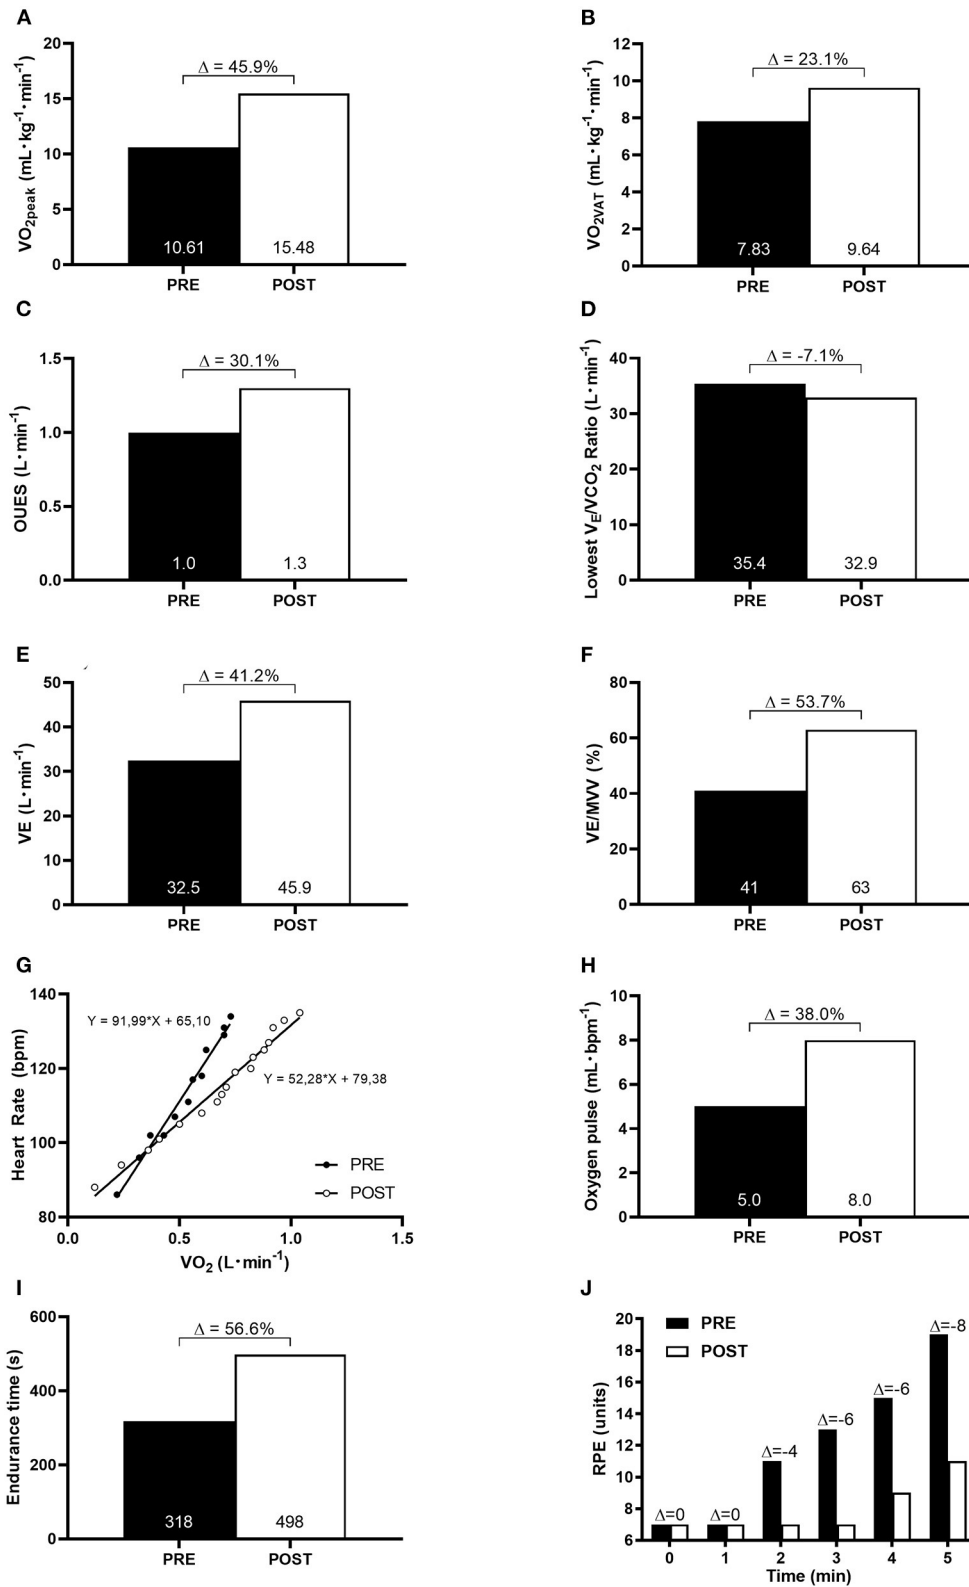 A
VO2peak (mL·kg-1·min-1)
20
15
10
5
0
Δ = 45.9%
10.61
15.48
PRE
POST
B
VO2VAT (mL·kg-1·min-1)
12
10
8
6
4
2
0
Δ = 23.1%
7.83
9.64
PRE
POST
C
OUES (L·min-1)
1.5
1.0
0.5
0.0
Δ = 30.1%
1.0
1.3
PRE
POST
D
Lowest VE/VCO2 Ratio (L·min-1)
40
30
20
10
0
Δ = -7.1%
35.4
32.9
PRE
POST
E
VE (L·min-1)
50
40
30
20
10
0
Δ = 41.2%
32.5
45.9
PRE
POST
F
VE/MVV (%)
80
60
40
20
0
Δ = 53.7%
41
63
PRE
POST
G
Heart Rate (bpm)
140
120
100
80
Y = 91,99*X + 65,10
Y = 52,28*X + 79,38
PRE
POST
0.0
0.5
1.0
1.5
VO2 (L·min-1)
H
Oxygen pulse (mL·bpm-1)
10
8
6
4
2
0
Δ = 38.0%
5.0
8.0
PRE
POST
I
Endurance time (s)
600
400
200
0
Δ = 56.6%
318
498
PRE
POST
J
RPE (units)
20
18
16
14
12
10
8
6
PRE
POST
Δ=0
Δ=0
Δ=-4
Δ=-6
Δ=-6
Δ=-8
0
1
2
3
4
5
Time (min)